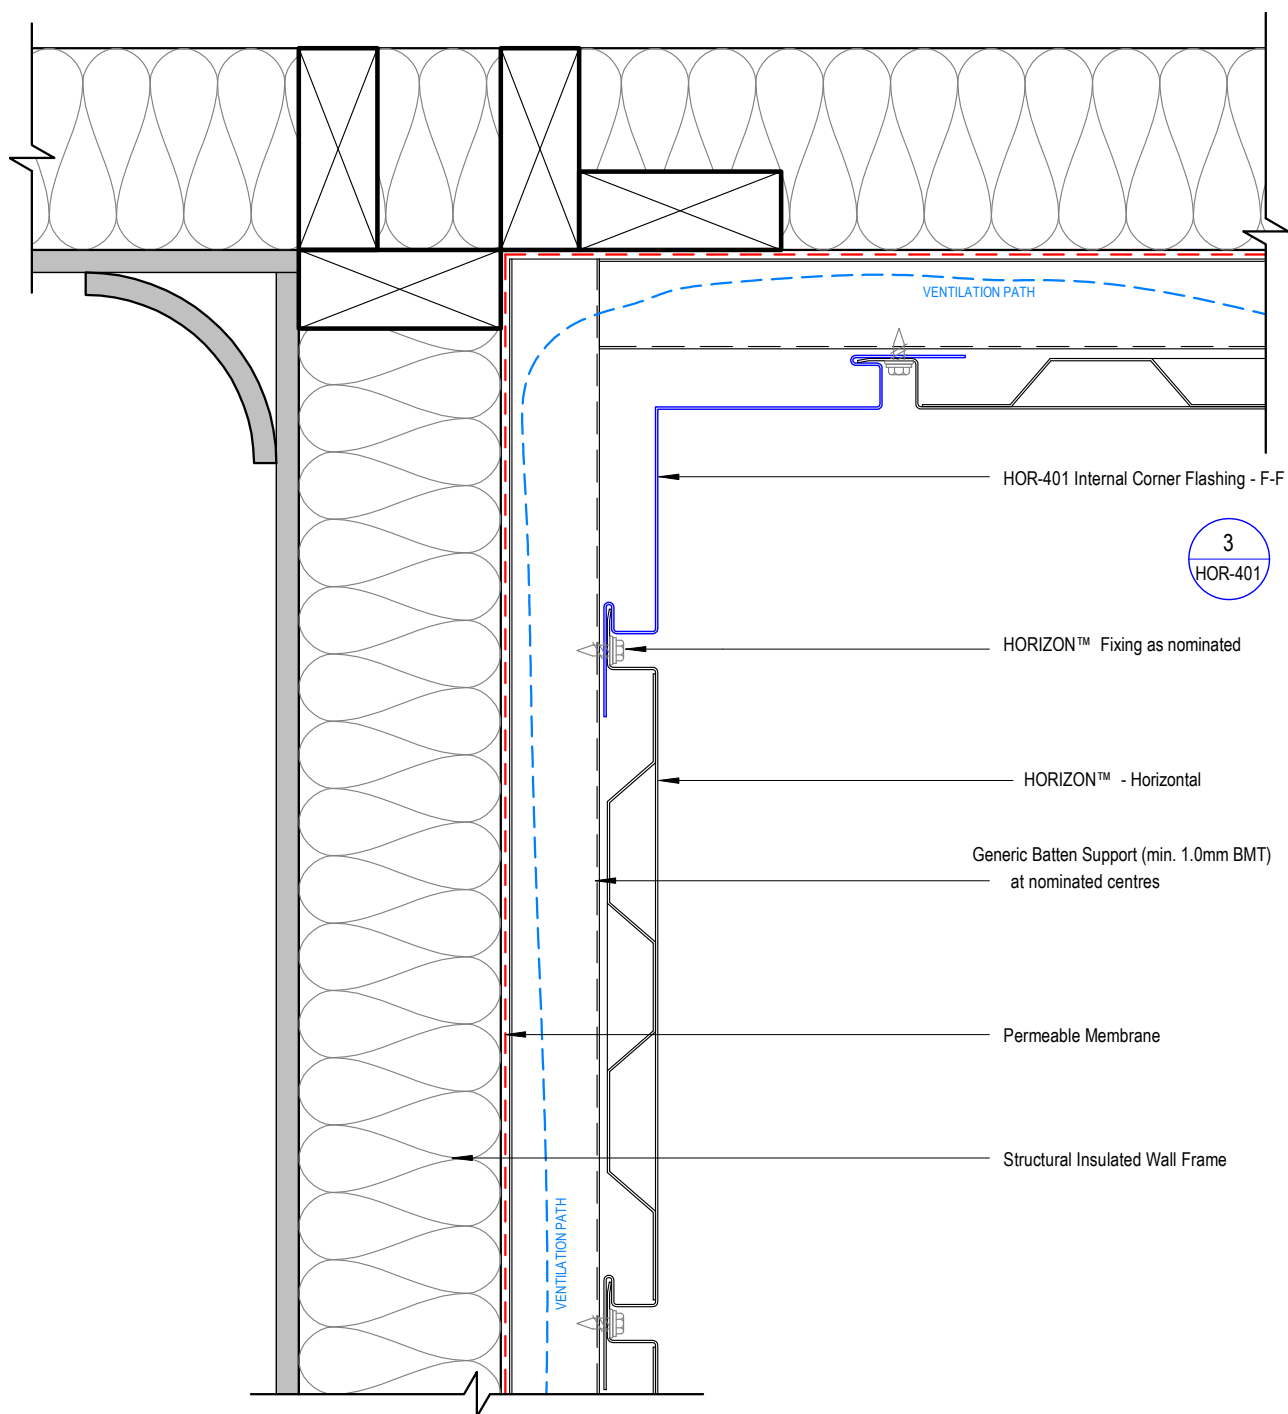 VENTILATION PATH
HOR-401 Internal Corner Flashing - F-F
3
HOR-401
HORIZON™ Fixing as nominated
HORIZON™ - Horizontal
Generic Batten Support (min. 1.0mm BMT)
at nominated centres
Permeable Membrane
Structural Insulated Wall Frame
VENTILATION PATH